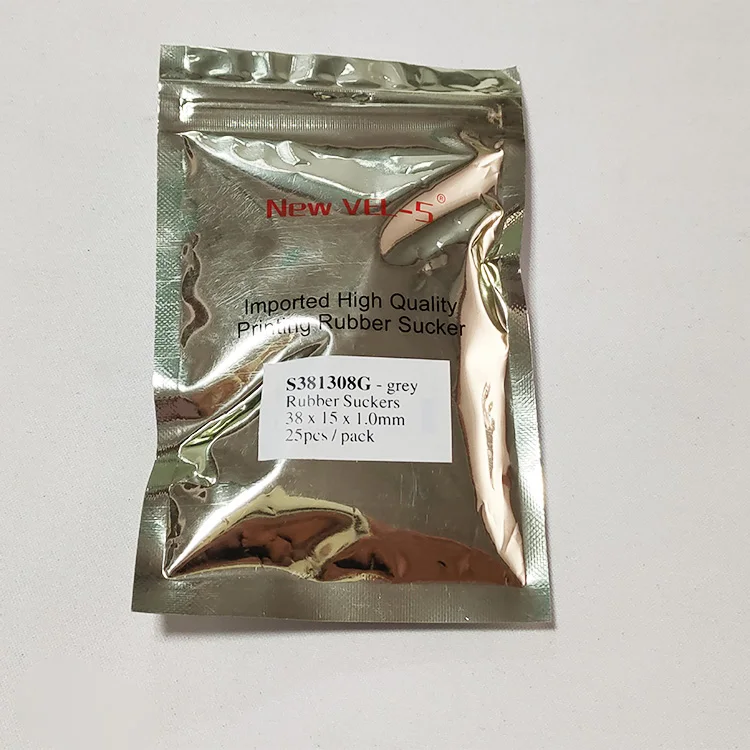 New VEL-5®
Imported High Quality
Printing Rubber Sucker
S381308G - grey
Rubber Suckers
38 x 15 x 1.0mm
25pcs / pack